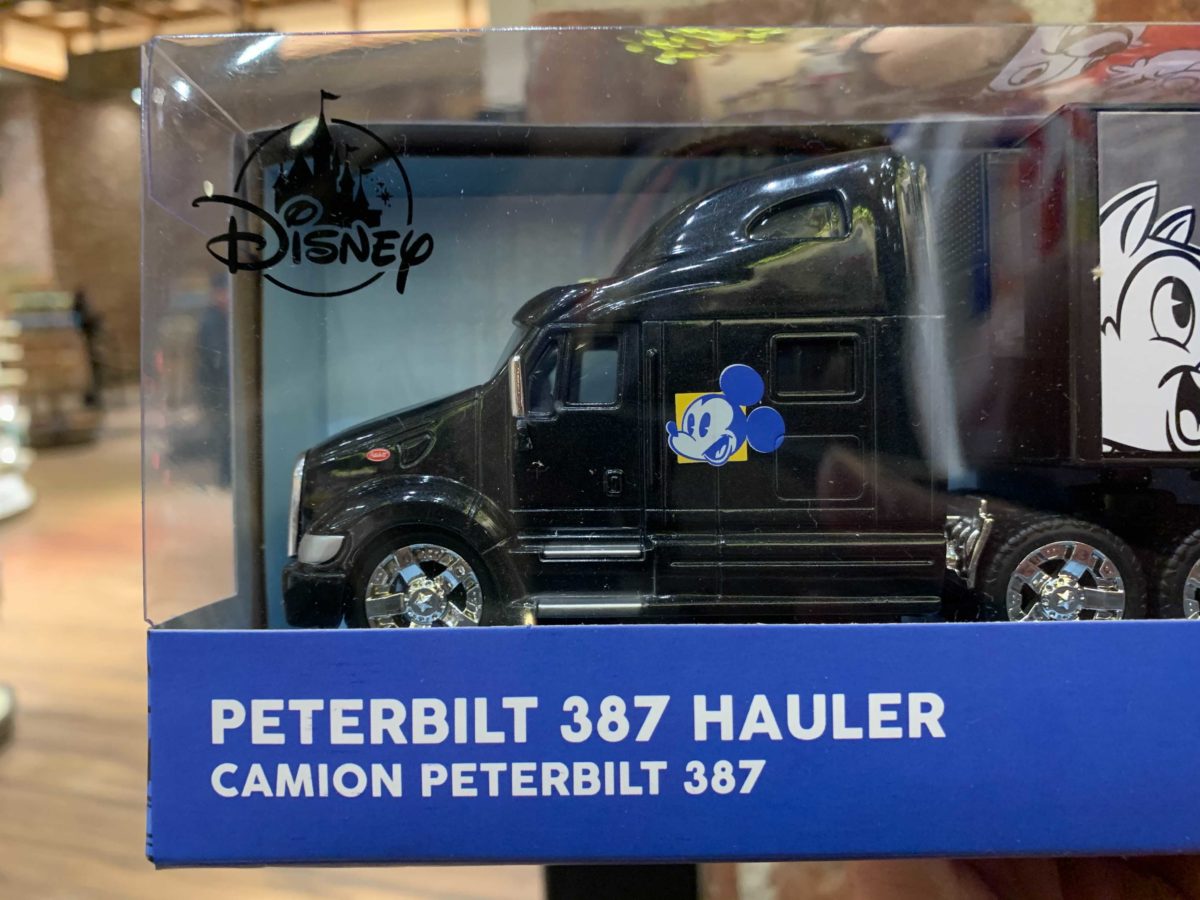 Disney
PETERBILT 387 HAULER
CAMION PETERBILT 387